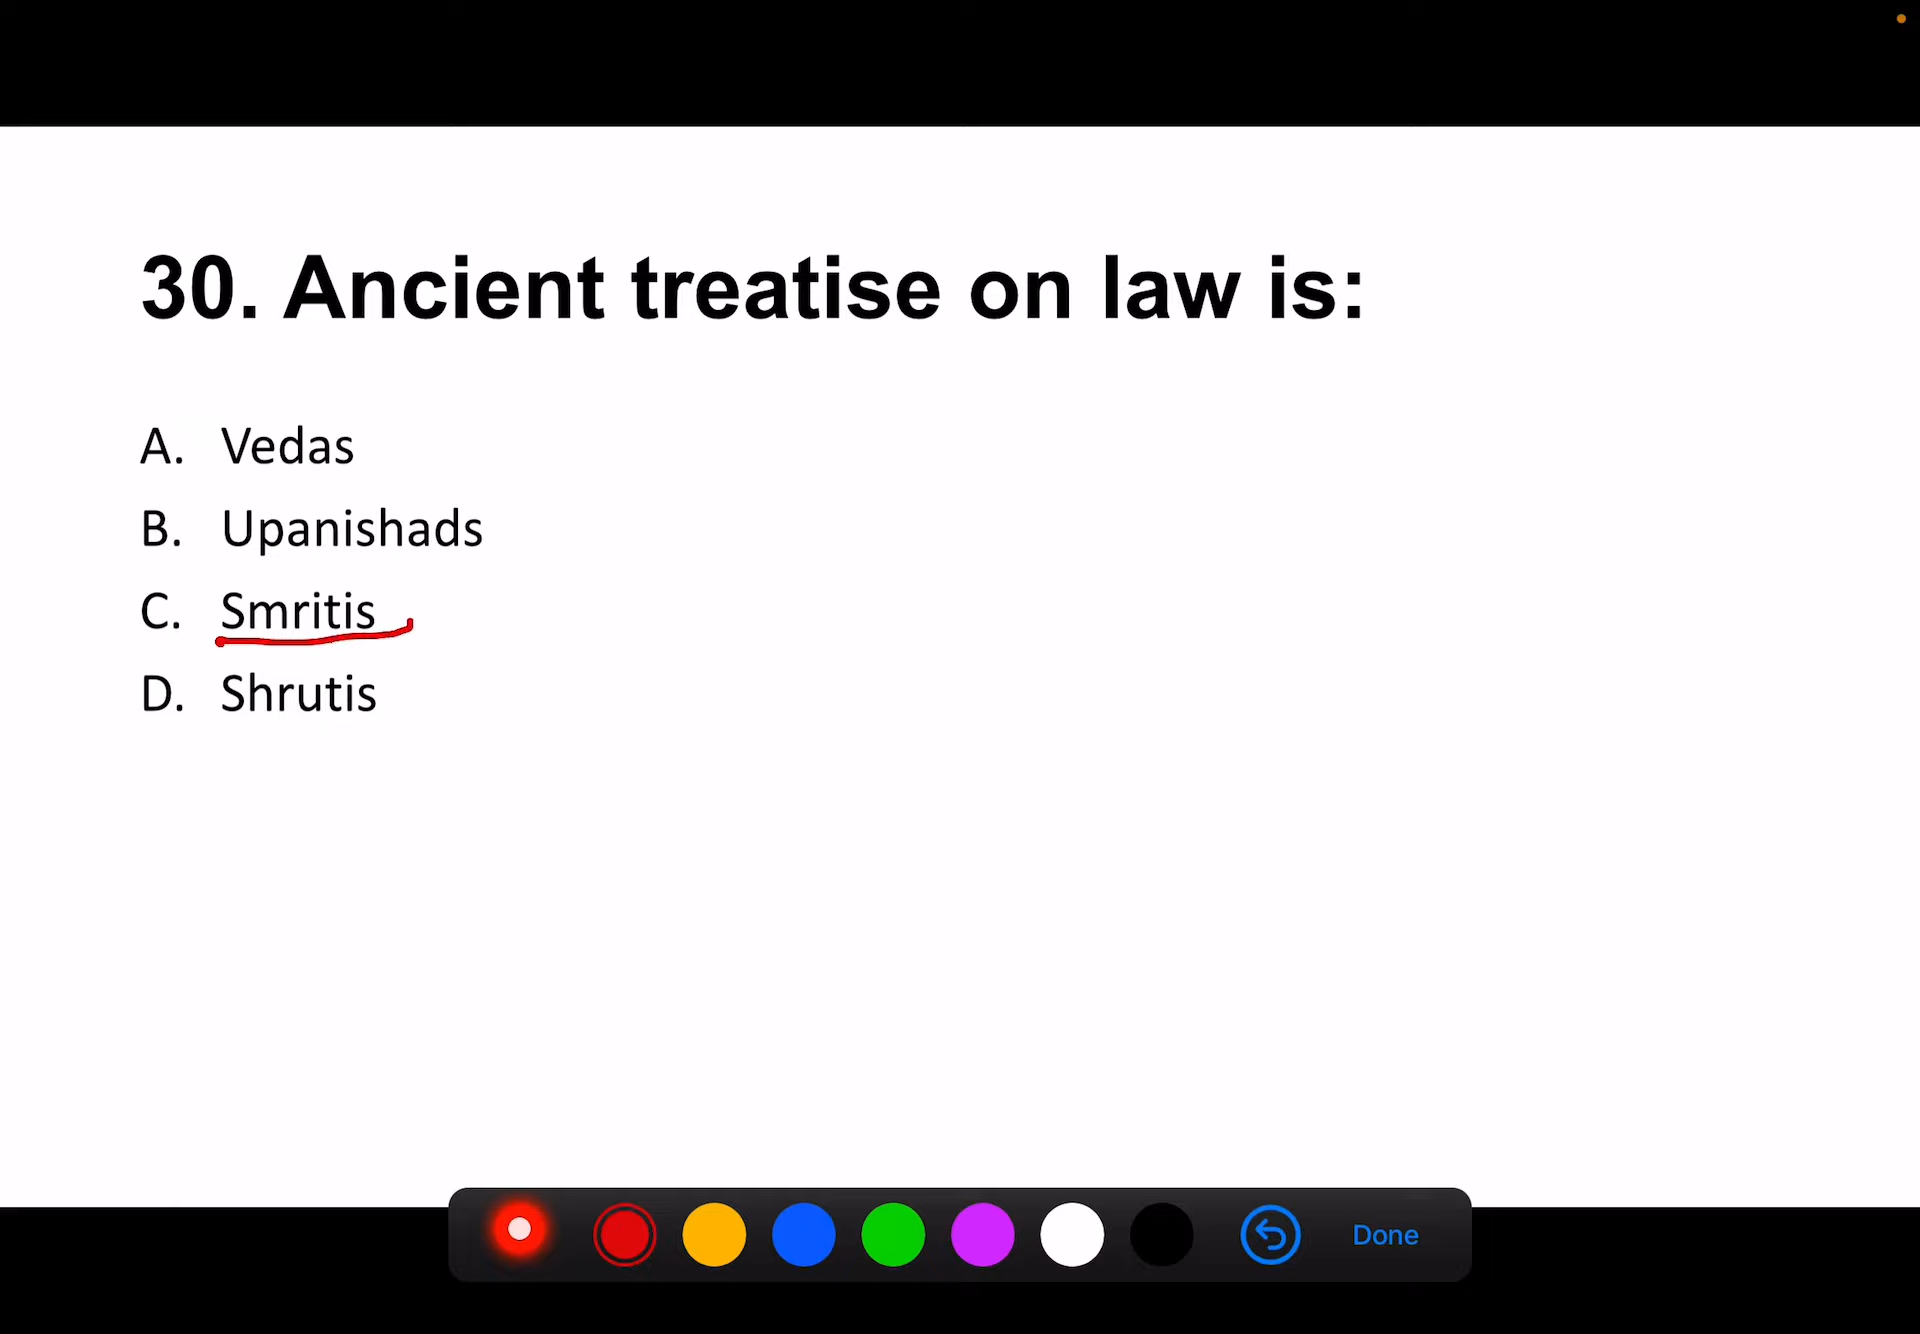 30. Ancient treatise on law is:
A. Vedas
B. Upanishads
C. Smritis
D. Shrutis
Done